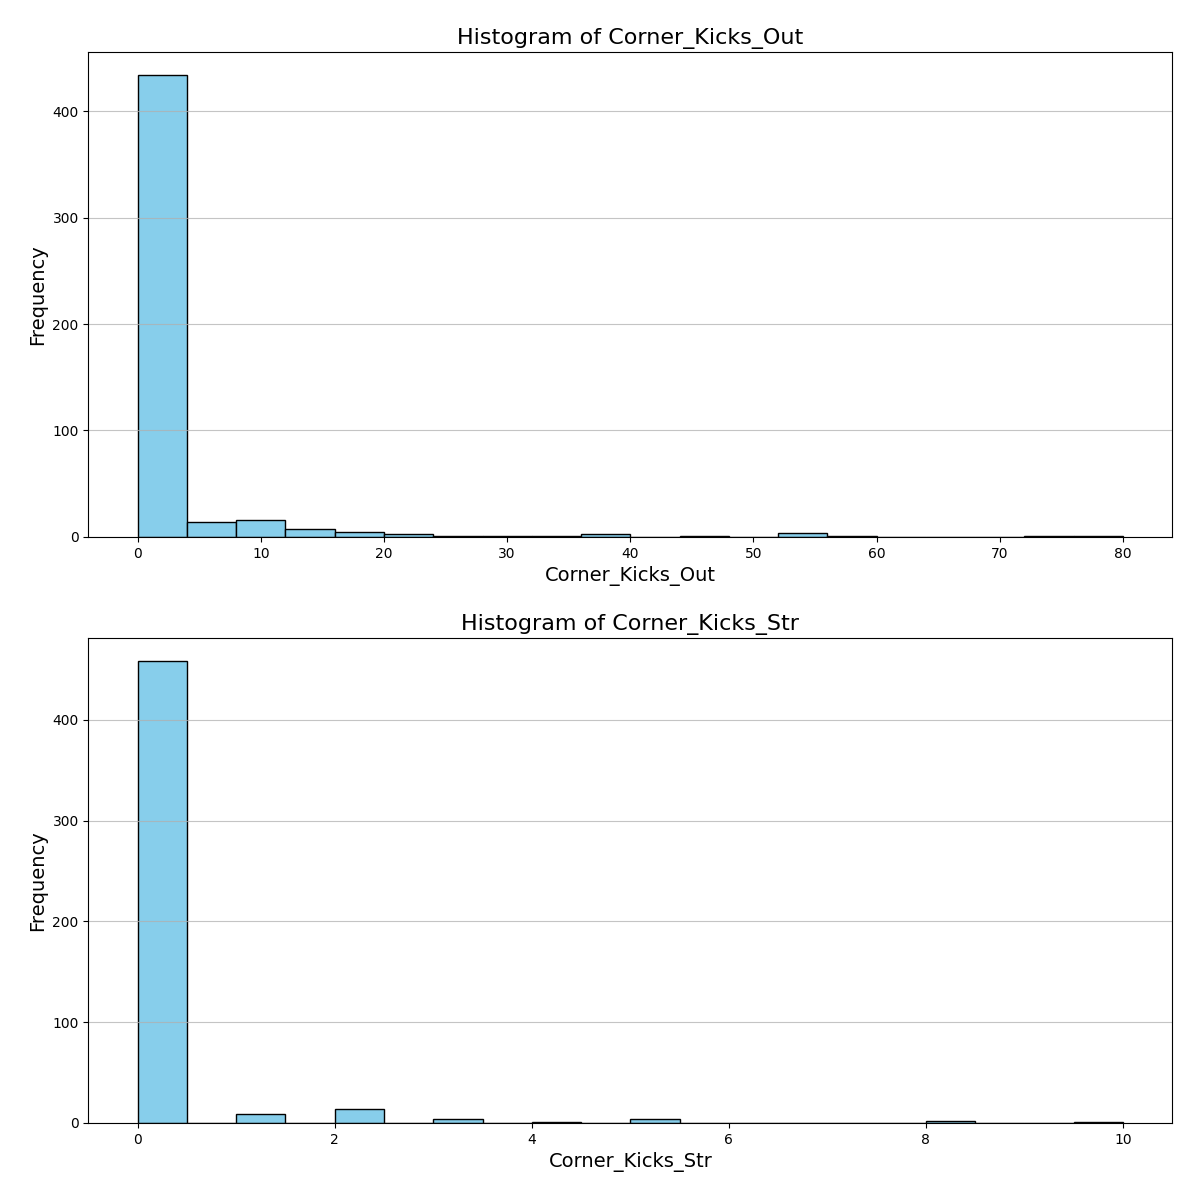 Histogram of Corner_Kicks_Out
Frequency
400
300
200
100
0
0 10 20 30 40 50 60 70 80
Corner_Kicks_Out
Histogram of Corner_Kicks_Str
Frequency
400
300
200
100
0
0 2 4 6 8 10
Corner_Kicks_Str